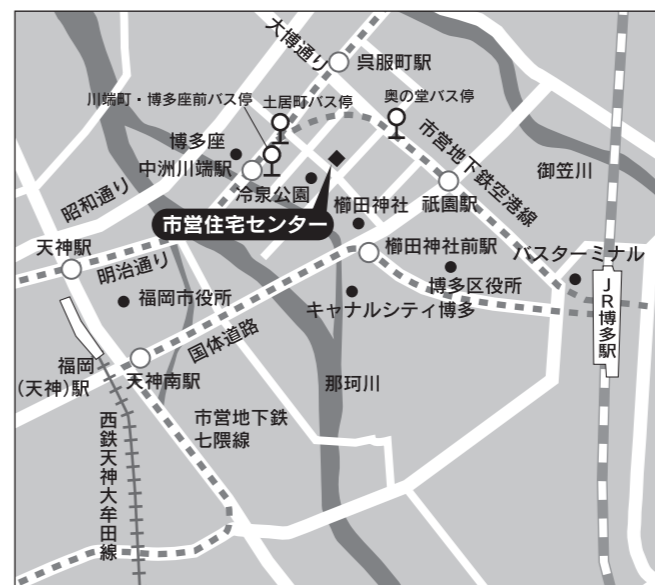 大博通り
呉服町駅
川端町・博多座前バス停
土居町バス停
奥の堂バス停
博多座
中洲川端駅
市営地下鉄空港線
御笠川
昭和通り
冷泉公園
祇園駅
櫛田神社
市営住宅センター
天神駅
明治通り
櫛田神社前駅
バスターミナル
福岡市役所
博多区役所
キャナルシティ博多
JR博多駅
国体道路
福岡
(天神)駅
天神南駅
那珂川
市営地下鉄
七隈線
西鉄天神大牟田線